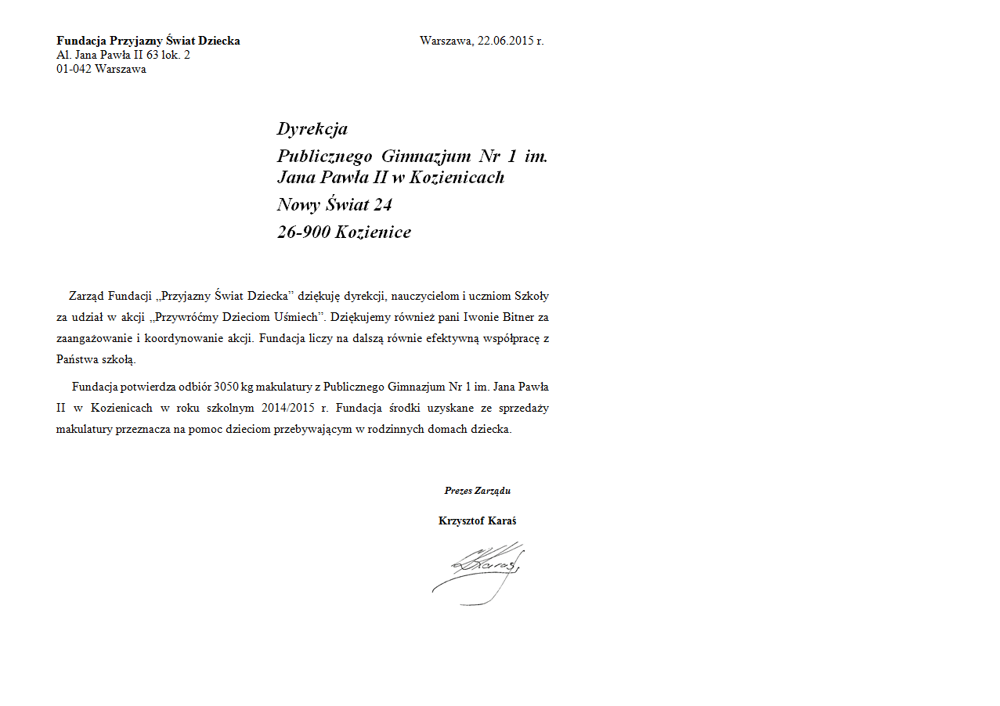 Fundacja Przyjazny Świat Dziecka
Warszawa, 22.06.2015 r.
Al. Jana Pawła II 63 lok. 2
01-042 Warszawa
Dyrekcja
Publicznego Gimnazjum Nr 1 im.
Jana Pawła II w Kozienicach
Nowy Świat 24
26-900 Kozienice
Zarząd Fundacji „Przyjazny Świat Dziecka” dziękuję dyrekcji, nauczycielom i uczniom Szkoły
za udział w akcji „Przywróćmy Dzieciom Uśmiech”. Dziękujemy również pani Iwonie Bitner za
zaangażowanie i koordynowanie akcji. Fundacja liczy na dalszą równie efektywną współpracę z
Państwa szkołą.
Fundacja potwierdza odbiór 3050 kg makulatury z Publicznego Gimnazjum Nr 1 im. Jana Pawła
II w Kozienicach w roku szkolnym 2014/2015 r. Fundacja środki uzyskane ze sprzedaży
makulatury przeznacza na pomoc dzieciom przebywającym w rodzinnych domach dziecka.
Prezes Zarządu
Krzysztof Karaś